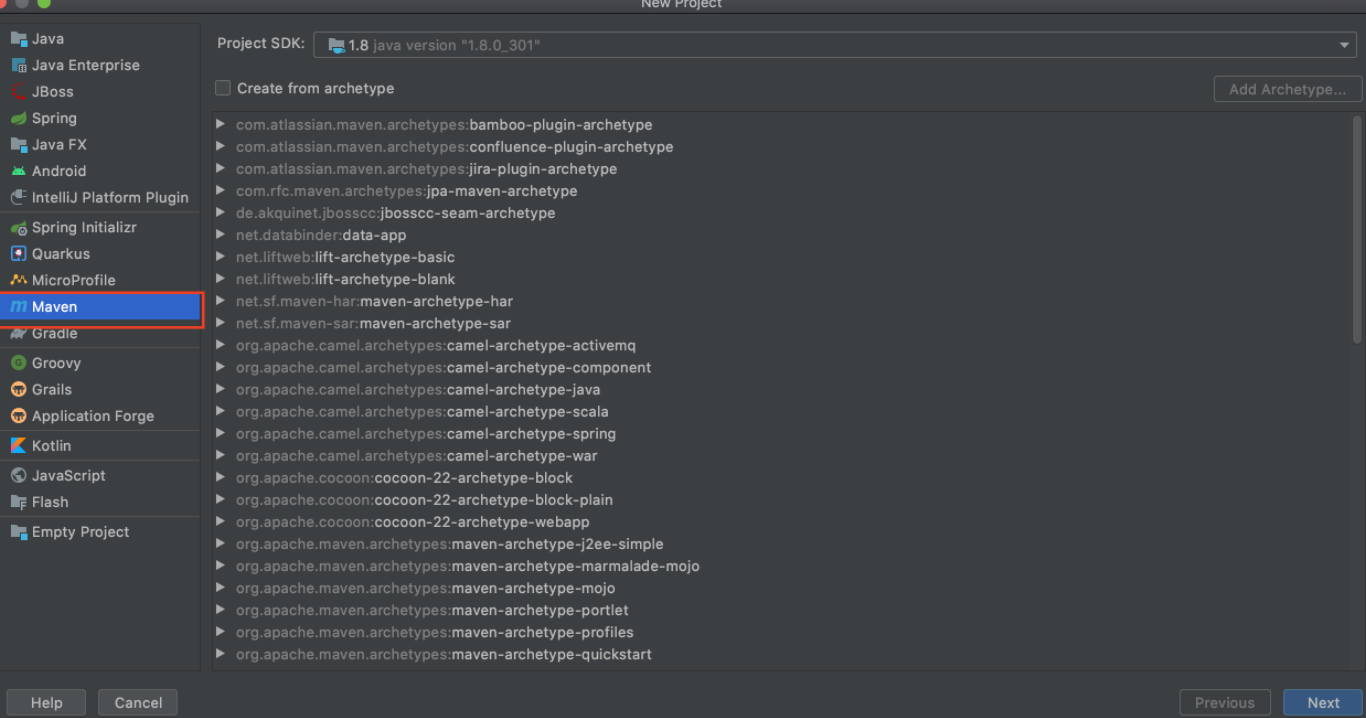 New Project
Java
Java Enterprise
JBoss
Spring
Java FX
Android
IntelliJ Platform Plugin
Spring Initializr
Quarkus
MicroProfile
Maven
Gradle
Groovy
Grails
Application Forge
Kotlin
JavaScript
Flash
Empty Project
Project SDK: 1.8 java version "1.8.0_301"
Create from archetype
Add Archetype...
com.atlassian.maven.archetypes:bamboo-plugin-archetype
com.atlassian.maven.archetypes:confluence-plugin-archetype
com.atlassian.maven.archetypes:jira-plugin-archetype
com.rfc.maven.archetypes:jpa-maven-archetype
de.akquinet.jbosscc:jbosscc-seam-archetype
net.databinder:data-app
net.liftweb:lift-archetype-basic
net.liftweb:lift-archetype-blank
net.sf.maven-har:maven-archetype-har
net.sf.maven-sar:maven-archetype-sar
org.apache.camel.archetypes:camel-archetype-activemq
org.apache.camel.archetypes:camel-archetype-component
org.apache.camel.archetypes:camel-archetype-java
org.apache.camel.archetypes:camel-archetype-scala
org.apache.camel.archetypes:camel-archetype-spring
org.apache.camel.archetypes:camel-archetype-war
org.apache.cocoon:cocoon-22-archetype-block
org.apache.cocoon:cocoon-22-archetype-block-plain
org.apache.cocoon:cocoon-22-archetype-webapp
org.apache.maven.archetypes:maven-archetype-j2ee-simple
org.apache.maven.archetypes:maven-archetype-marmalade-mojo
org.apache.maven.archetypes:maven-archetype-mojo
org.apache.maven.archetypes:maven-archetype-portlet
org.apache.maven.archetypes:maven-archetype-profiles
org.apache.maven.archetypes:maven-archetype-quickstart
Help
Cancel
Previous
Next